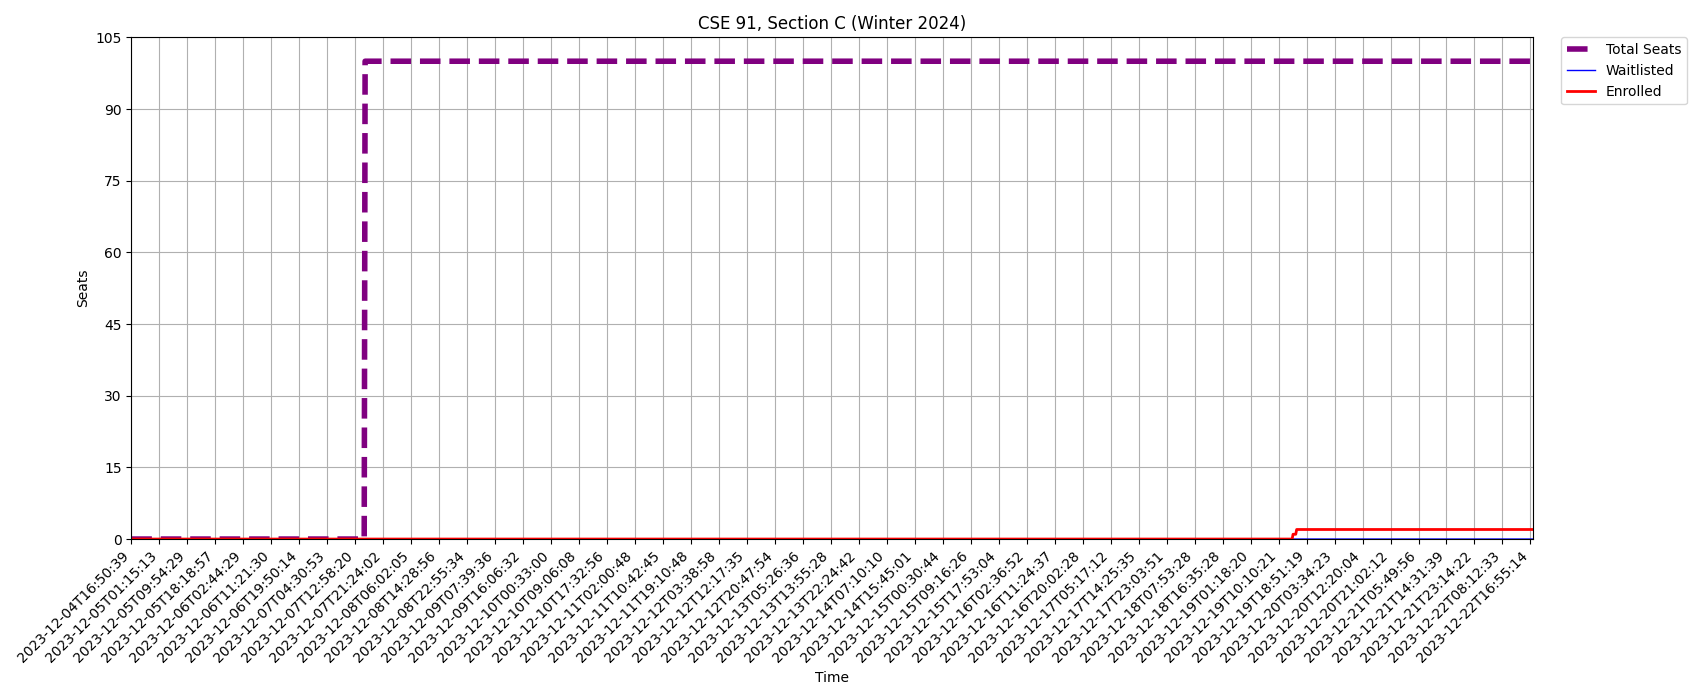 CSE 91, Section C (Winter 2024)
105
90
75
60
45
30
15
0
Seats
Total Seats
Waitlisted
Enrolled
2023-12-04T16:50:39
2023-12-05T01:15:13
2023-12-05T09:54:29
2023-12-05T18:18:57
2023-12-06T02:44:29
2023-12-06T11:21:30
2023-12-06T19:50:14
2023-12-07T04:30:53
2023-12-07T12:58:20
2023-12-07T21:24:02
2023-12-08T06:02:05
2023-12-08T14:28:56
2023-12-08T22:55:34
2023-12-09T07:39:36
2023-12-09T16:06:32
2023-12-10T00:33:00
2023-12-10T09:06:08
2023-12-10T17:32:56
2023-12-11T02:00:48
2023-12-11T10:42:45
2023-12-11T19:10:48
2023-12-12T03:38:58
2023-12-12T12:17:35
2023-12-12T20:47:54
2023-12-13T05:26:36
2023-12-13T13:55:28
2023-12-13T22:24:42
2023-12-14T07:10:10
2023-12-14T15:45:01
2023-12-15T00:30:44
2023-12-15T09:16:26
2023-12-15T17:53:04
2023-12-16T02:36:52
2023-12-16T11:24:37
2023-12-16T20:02:28
2023-12-17T05:17:12
2023-12-17T14:25:35
2023-12-17T23:03:51
2023-12-18T07:53:28
2023-12-18T16:35:28
2023-12-19T01:18:20
2023-12-19T10:10:21
2023-12-19T18:51:19
2023-12-20T03:34:23
2023-12-20T12:20:04
2023-12-20T21:02:12
2023-12-21T05:49:56
2023-12-21T14:31:39
2023-12-21T23:14:22
2023-12-22T08:12:33
2023-12-22T16:55:14
Time